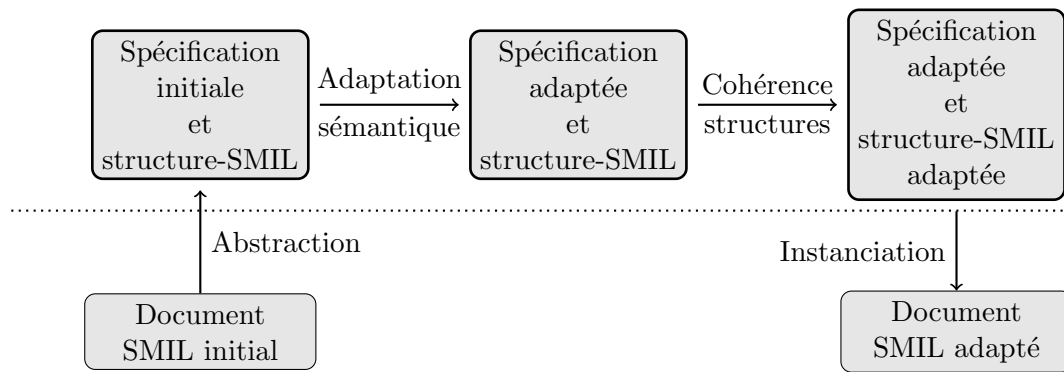 Spécification
initiale
et
structure-SMIL
Adaptation
sémantique
Spécification
adaptée
et
structure-SMIL
Cohérence
structures
Spécification
adaptée
et
structure-SMIL
adaptée
Abstraction
Instanciation
Document
SMIL initial
Document
SMIL adapté